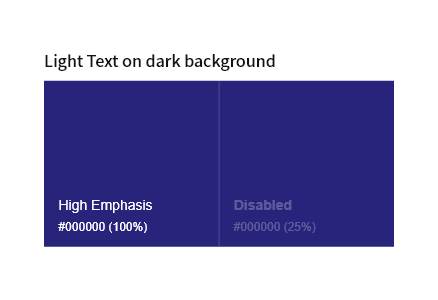 Light Text on dark background
High Emphasis
#000000 (100%)
Disabled
#000000 (25%)